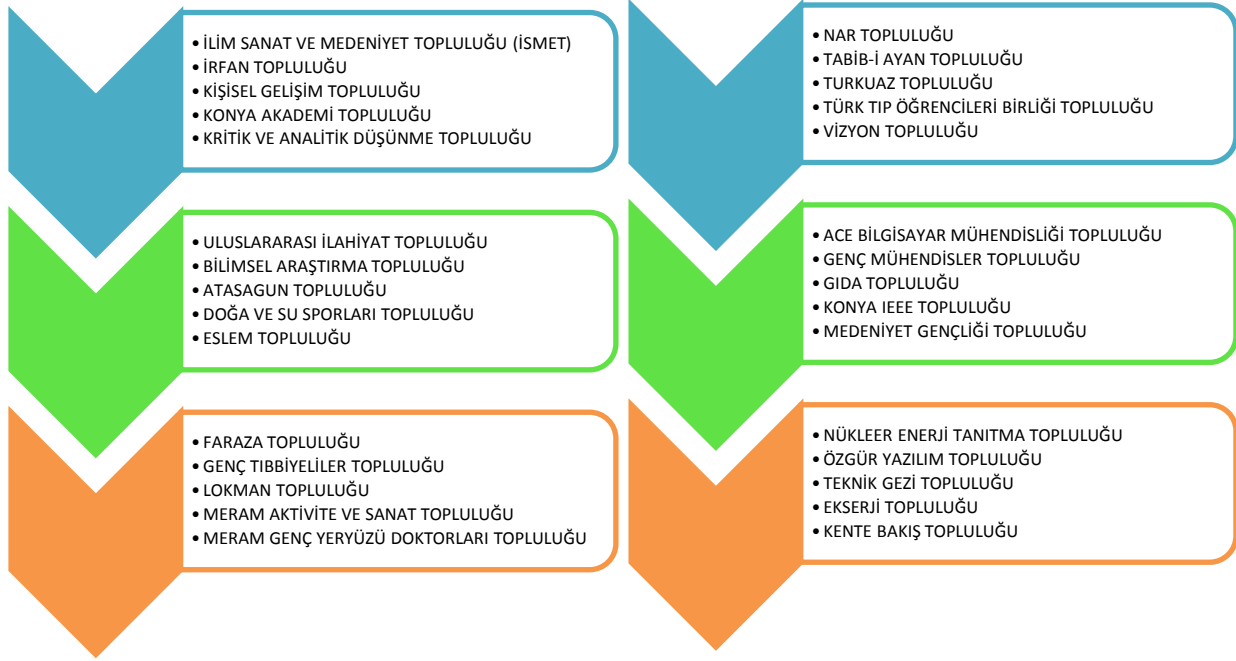 • İLİM SANAT VE MEDENİYET TOPLULUĞU (İSMET)
• İRFAN TOPLULUĞU
• KİŞİSEL GELİŞİM TOPLULUĞU
• KONYA AKADEMİ TOPLULUĞU
• KRİTİK VE ANALİTİK DÜŞÜNME TOPLULUĞU
• ULUSLARARASI İLAHİYAT TOPLULUĞU
• BİLİMSEL ARAŞTIRMA TOPLULUĞU
• ATASAGUN TOPLULUĞU
• DOĞA VE SU SPORLARI TOPLULUĞU
• ESLEM TOPLULUĞU
• FARAZA TOPLULUĞU
• GENÇ TIBBİYELİLER TOPLULUĞU
• LOKMAN TOPLULUĞU
• MERAM AKTİVİTE VE SANAT TOPLULUĞU
• MERAM GENÇ YERYÜZÜ DOKTORLARI TOPLULUĞU
• NAR TOPLULUĞU
• TABİB-İ AYAN TOPLULUĞU
• TURKUAZ TOPLULUĞU
• TÜRK TIP ÖĞRENCİLERİ BİRLİĞİ TOPLULUĞU
• VİZYON TOPLULUĞU
• ACE BİLGİSAYAR MÜHENDİSLİĞİ TOPLULUĞU
• GENÇ MÜHENDİSLER TOPLULUĞU
• GIDA TOPLULUĞU
• KONYA IEEE TOPLULUĞU
• MEDENİYET GENÇLİĞİ TOPLULUĞU
• NÜKLEER ENERJİ TANITMA TOPLULUĞU
• ÖZGÜR YAZILIM TOPLULUĞU
• TEKNİK GEZİ TOPLULUĞU
• EKSERJİ TOPLULUĞU
• KENTE BAKIŞ TOPLULUĞU